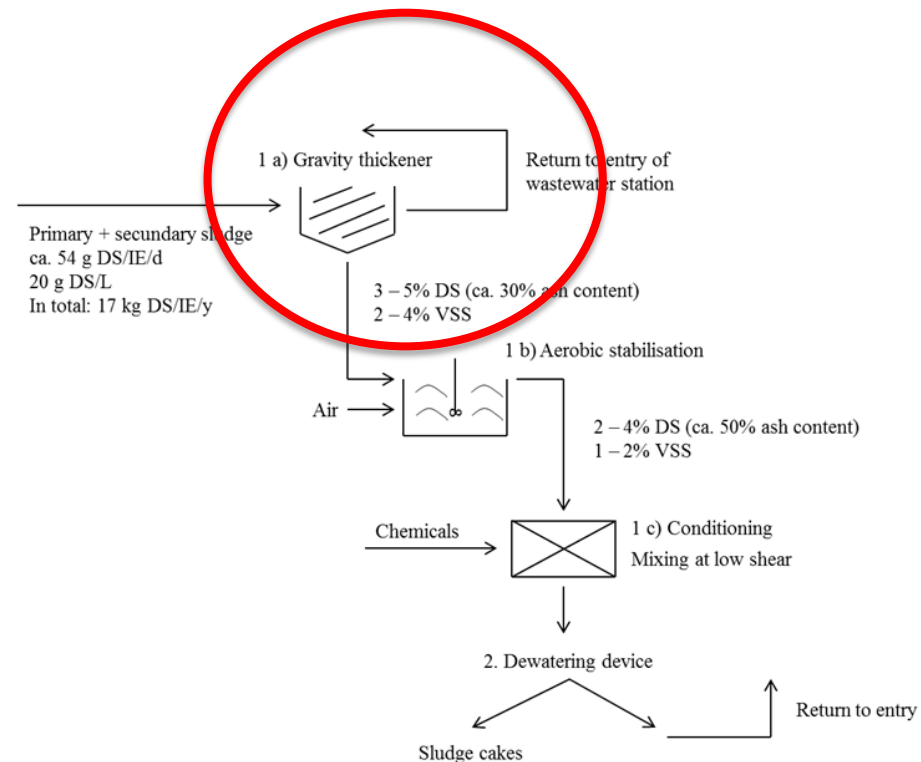 1 a) Gravity thickener
Return to entry of
wastewater station
Primary + secundary sludge
ca. 54 g DS/IE/d
20 g DS/L
In total: 17 kg DS/IE/y
3 – 5% DS (ca. 30% ash content)
2 – 4% VSS
1 b) Aerobic stabilisation
Air
2 – 4% DS (ca. 50% ash content)
1 – 2% VSS
Chemicals
1 c) Conditioning
Mixing at low shear
2. Dewatering device
Return to entry
Sludge cakes